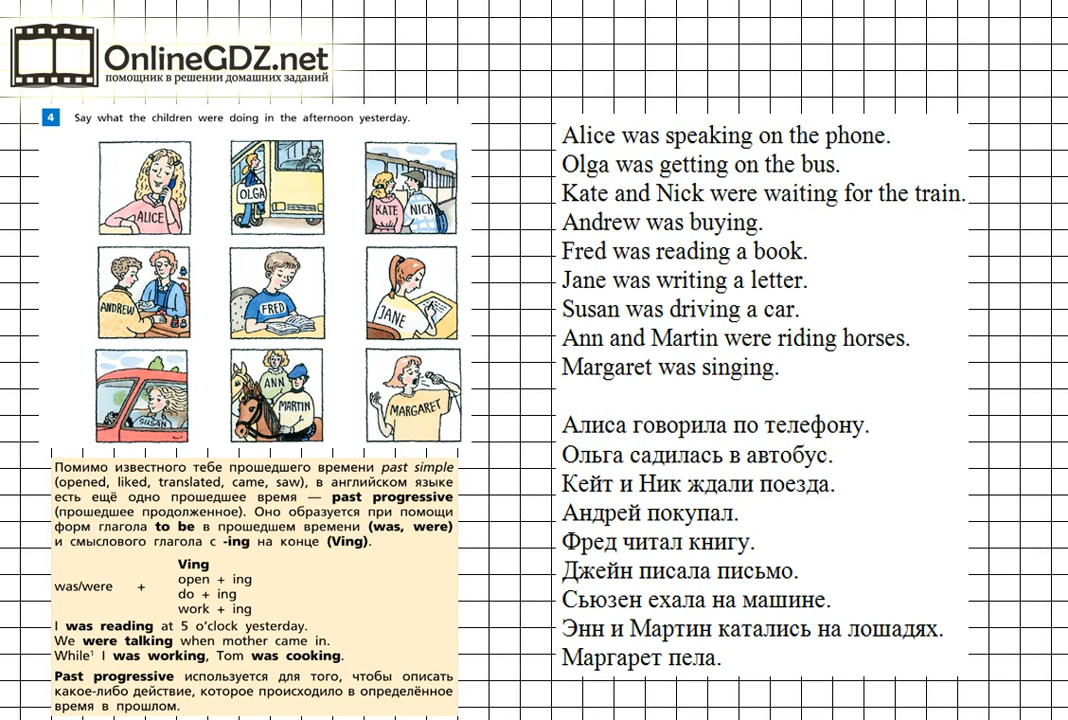 OnlineGDZ.net
помощник в решении домашних заданий
4 Say what the children were doing in the afternoon yesterday.
ALICE
OLGA
KATE NICK
ANDREW
FRED
JANE
SUSAN
ANN
MARTIN
MARGARET
Помимо известного тебе прошедшего времени past simple
(opened, liked, translated, came, saw), в английском языке
есть ещё одно прошедшее время — past progressive
(прошедшее продолженное). Оно образуется при помощи
форм глагола to be в прошедшем времени (was, were)
и смыслового глагола с -ing на конце (Ving).
Ving
was/were + open + ing
do + ing
work + ing
I was reading at 5 o'clock yesterday.
We were talking when mother came in.
While¹ I was working, Tom was cooking.
Past progressive используется для того, чтобы описать
какое-либо действие, которое происходило в определённое
время в прошлом.
Alice was speaking on the phone.
Olga was getting on the bus.
Kate and Nick were waiting for the train.
Andrew was buying.
Fred was reading a book.
Jane was writing a letter.
Susan was driving a car.
Ann and Martin were riding horses.
Margaret was singing.
Алиса говорила по телефону.
Ольга садилась в автобус.
Кейт и Ник ждали поезда.
Андрей покупал.
Фред читал книгу.
Джейн писала письмо.
Сьюзен ехала на машине.
Энн и Мартин катались на лошадях.
Маргарет пела.